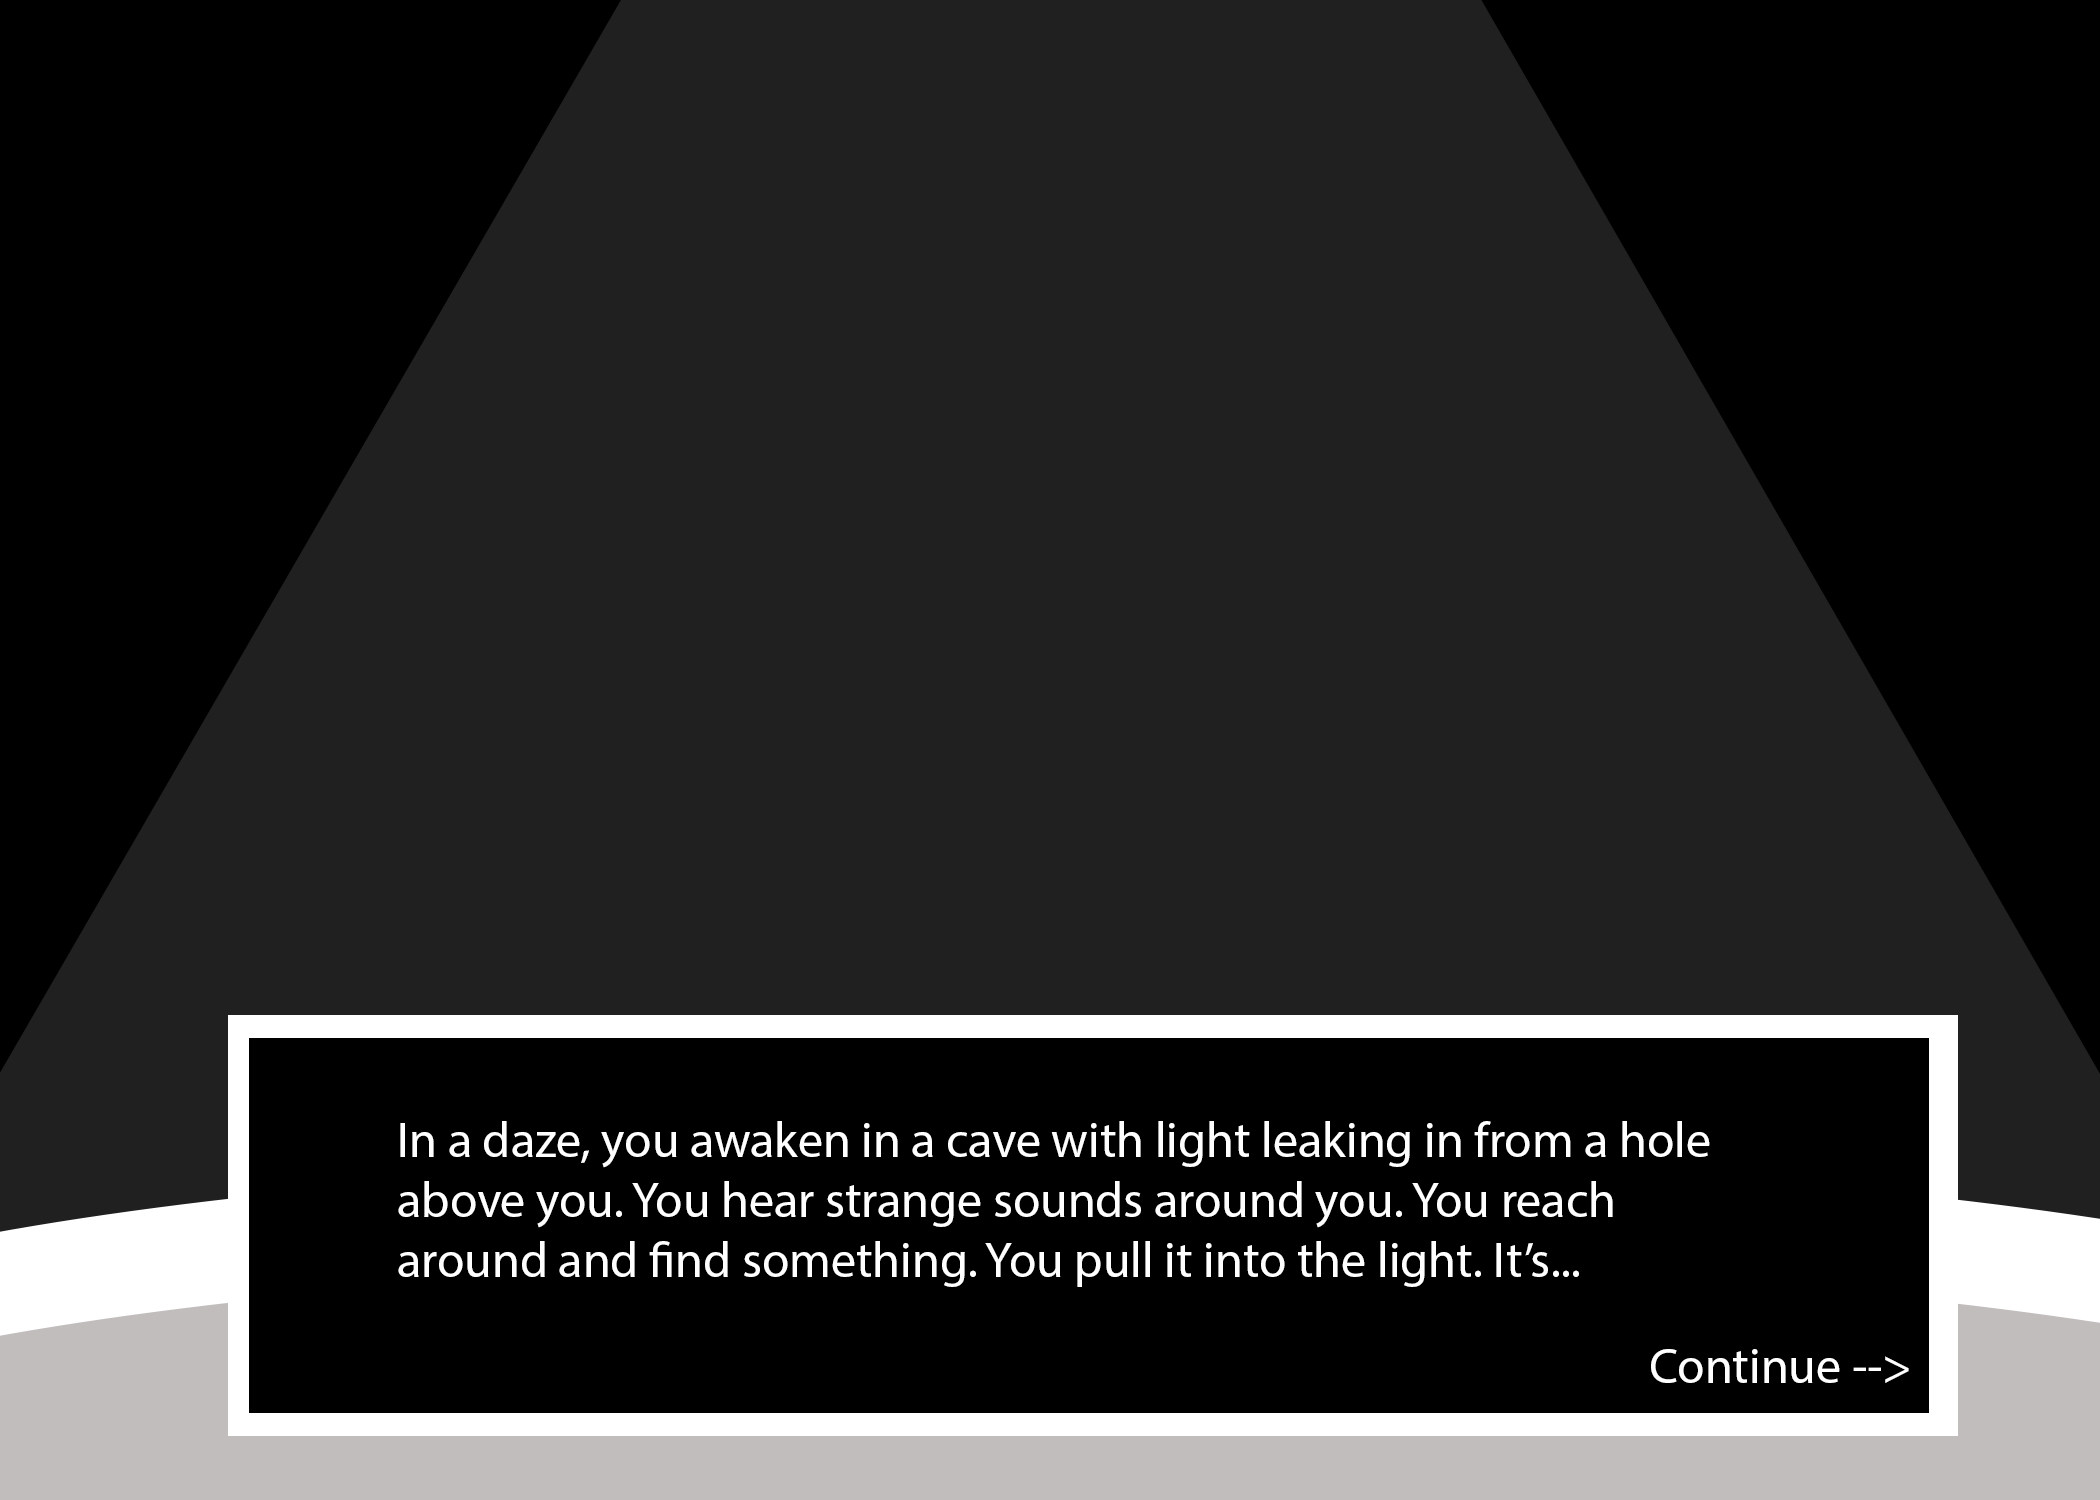 In a daze, you awaken in a cave with light leaking in from a hole
above you. You hear strange sounds around you. You reach
around and find something. You pull it into the light. It’s...
Continue -->